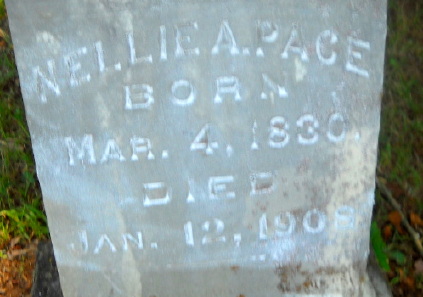 NELLIE A. PACE
BORN
MAR. 4, 1830.
DIED
JAN. 12,